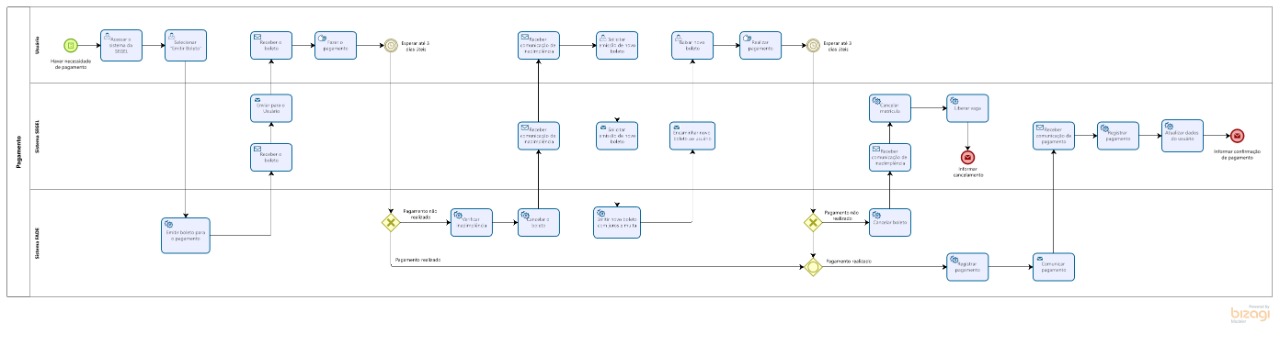 Pagamento
Usuário
Sistema SIGEL
Sistema FADE
Haver necessidade
de pagamento
Acessar o
sistema do
SIGEL
Selecionar
"Emitir Boleto"
Emite boleto para
o pagamento
Receber o
boleto
Enviar para o
Usuário
Receber o
boleto
Fazer o
pagamento
Esperar até 3
dias úteis
Pagamento não
realizado
Pagamento realizado
Verificar
inadimplência
Cancelar o
boleto
Receber
comunicação de
inadimplência
Receber
comunicação de
inadimplência
Solicitar
emissão de novo
boleto
Solicitar
emissão de novo
boleto
Emitir novo boleto
com juros e multa
Encaminhar novo
boleto ao usuário
Baixar novo
boleto
Realizar
pagamento
Esperar até 3
dias úteis
Pagamento não
realizado
Pagamento realizado
Cancelar boleto
Receber
comunicação de
inadimplência
Cancelar
matrícula
Liberar vaga
Informar
cancelamento
Registrar
pagamento
Comunicar
pagamento
Receber
comunicação de
pagamento
Registrar
pagamento
Atualizar dados
do usuário
Informar confirmação
de pagamento
Powered by
bizagi
Modeler